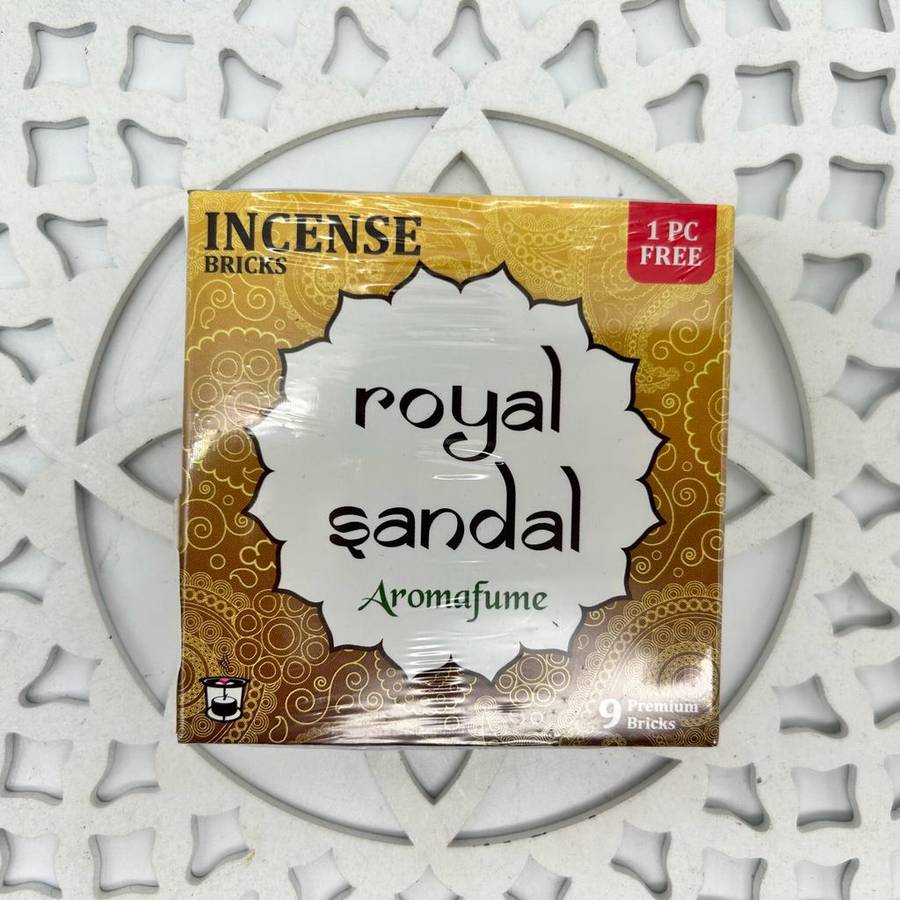 INCENSE
BRICKS
1 PC
FREE
royal
sandal
Aromafume
9 Premium
Bricks